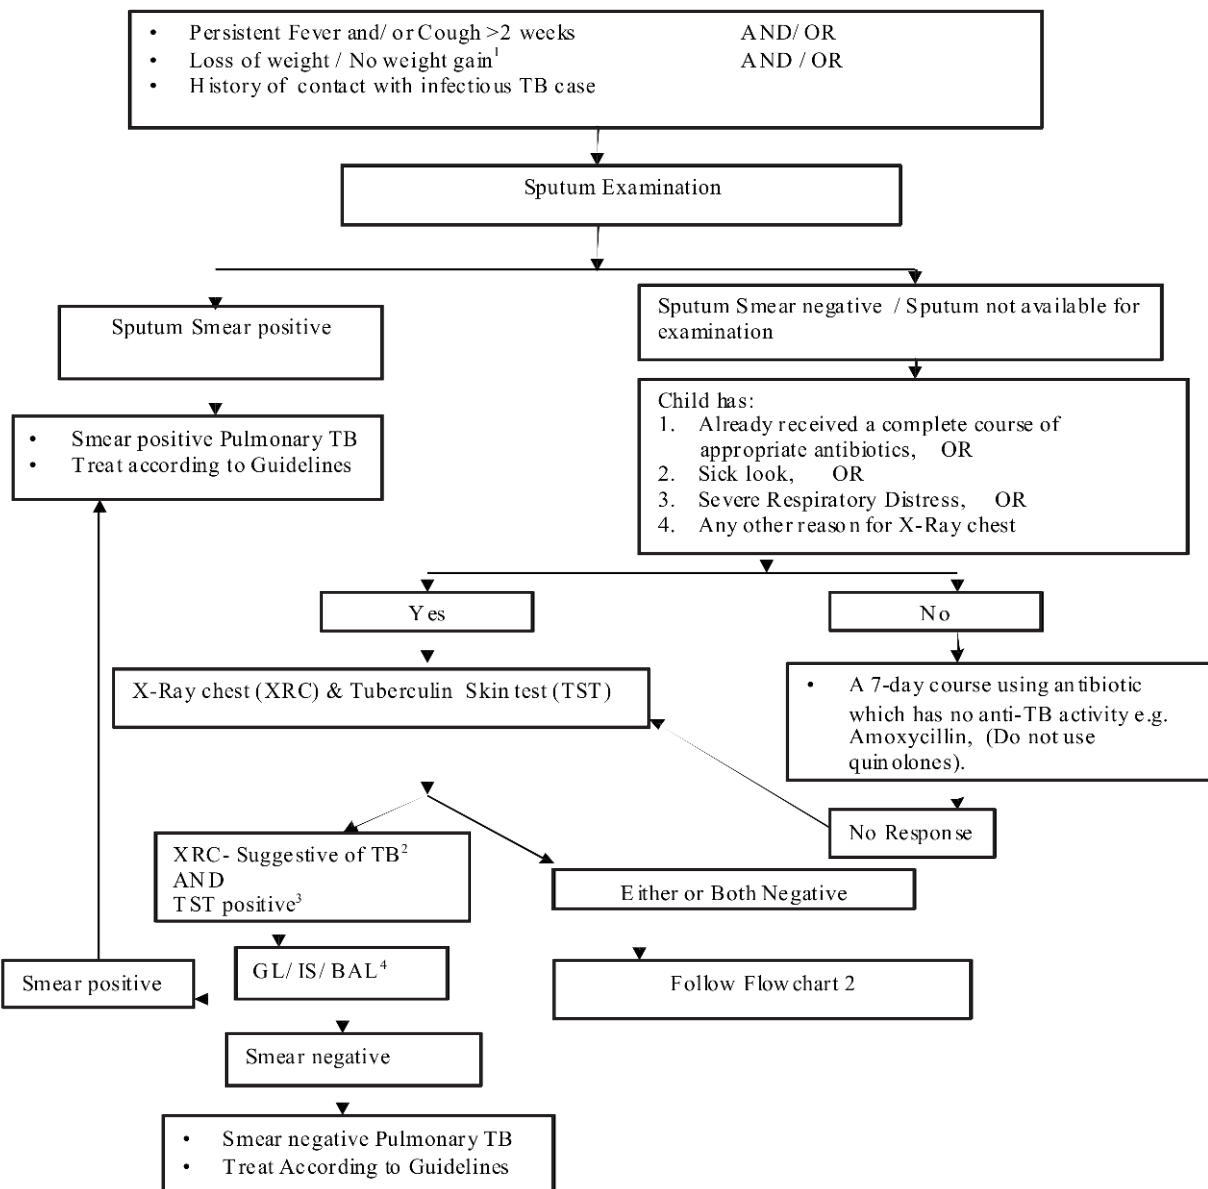 • Persistent Fever and/ or Cough >2 weeks AND/ OR
• Loss of weight / No weight gain1 AND / OR
• History of contact with infectious TB case
Sputum Examination
Sputum Smear positive
Sputum Smear negative / Sputum not available for
examination
• Smear positive Pulmonary TB
• Treat according to Guidelines
Child has:
1. Already received a complete course of
appropriate antibiotics, OR
2. Sick look, OR
3. Severe Respiratory Distress, OR
4. Any other reason for X-Ray chest
Yes
No
X-Ray chest (XRC) & Tuberculin Skin test (TST)
• A 7-day course using antibiotic
which has no anti-TB activity e.g.
Amoxycillin, (Do not use
quinolones).
No Response
XRC- Suggestive of TB2
AND
TST positive3
Either or Both Negative
GL/ IS/ BAL4
Smear positive
Follow Flowchart 2
Smear negative
• Smear negative Pulmonary TB
• Treat According to Guidelines